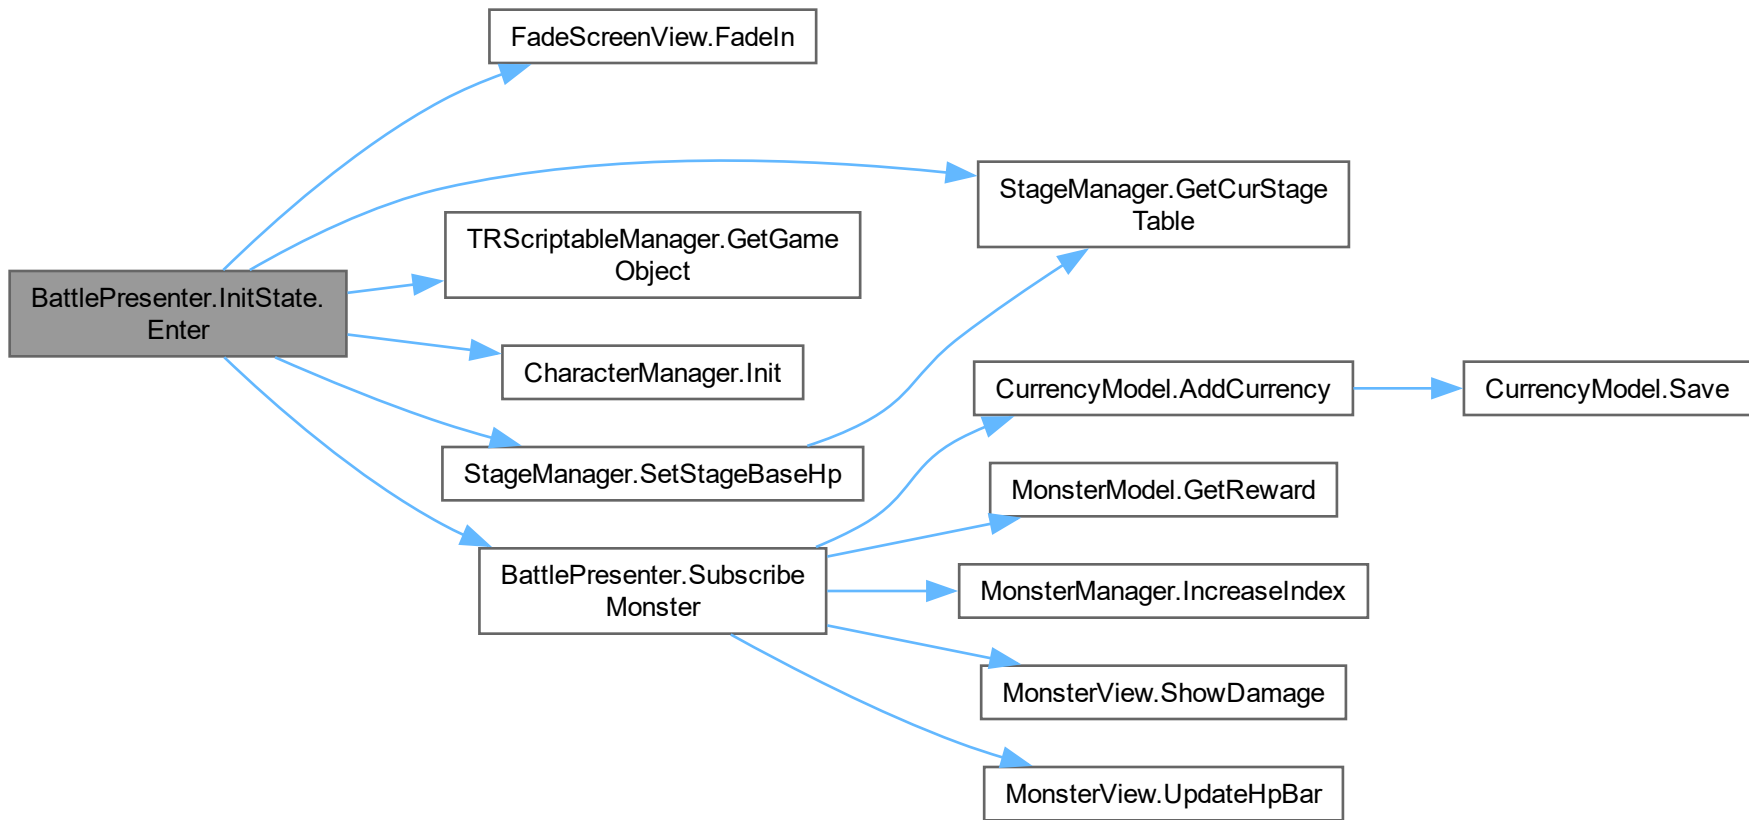 FadeScreenView.FadeIn
StageManager.GetCurStage
Table
TRScriptableManager.GetGame
Object
BattlePresenter.InitState.
Enter
CharacterManager.Init
CurrencyModel.AddCurrency
CurrencyModel.Save
StageManager.SetStageBaseHp
MonsterModel.GetReward
BattlePresenter.Subscribe
Monster
MonsterManager.IncreaseIndex
MonsterView.ShowDamage
MonsterView.UpdateHpBar